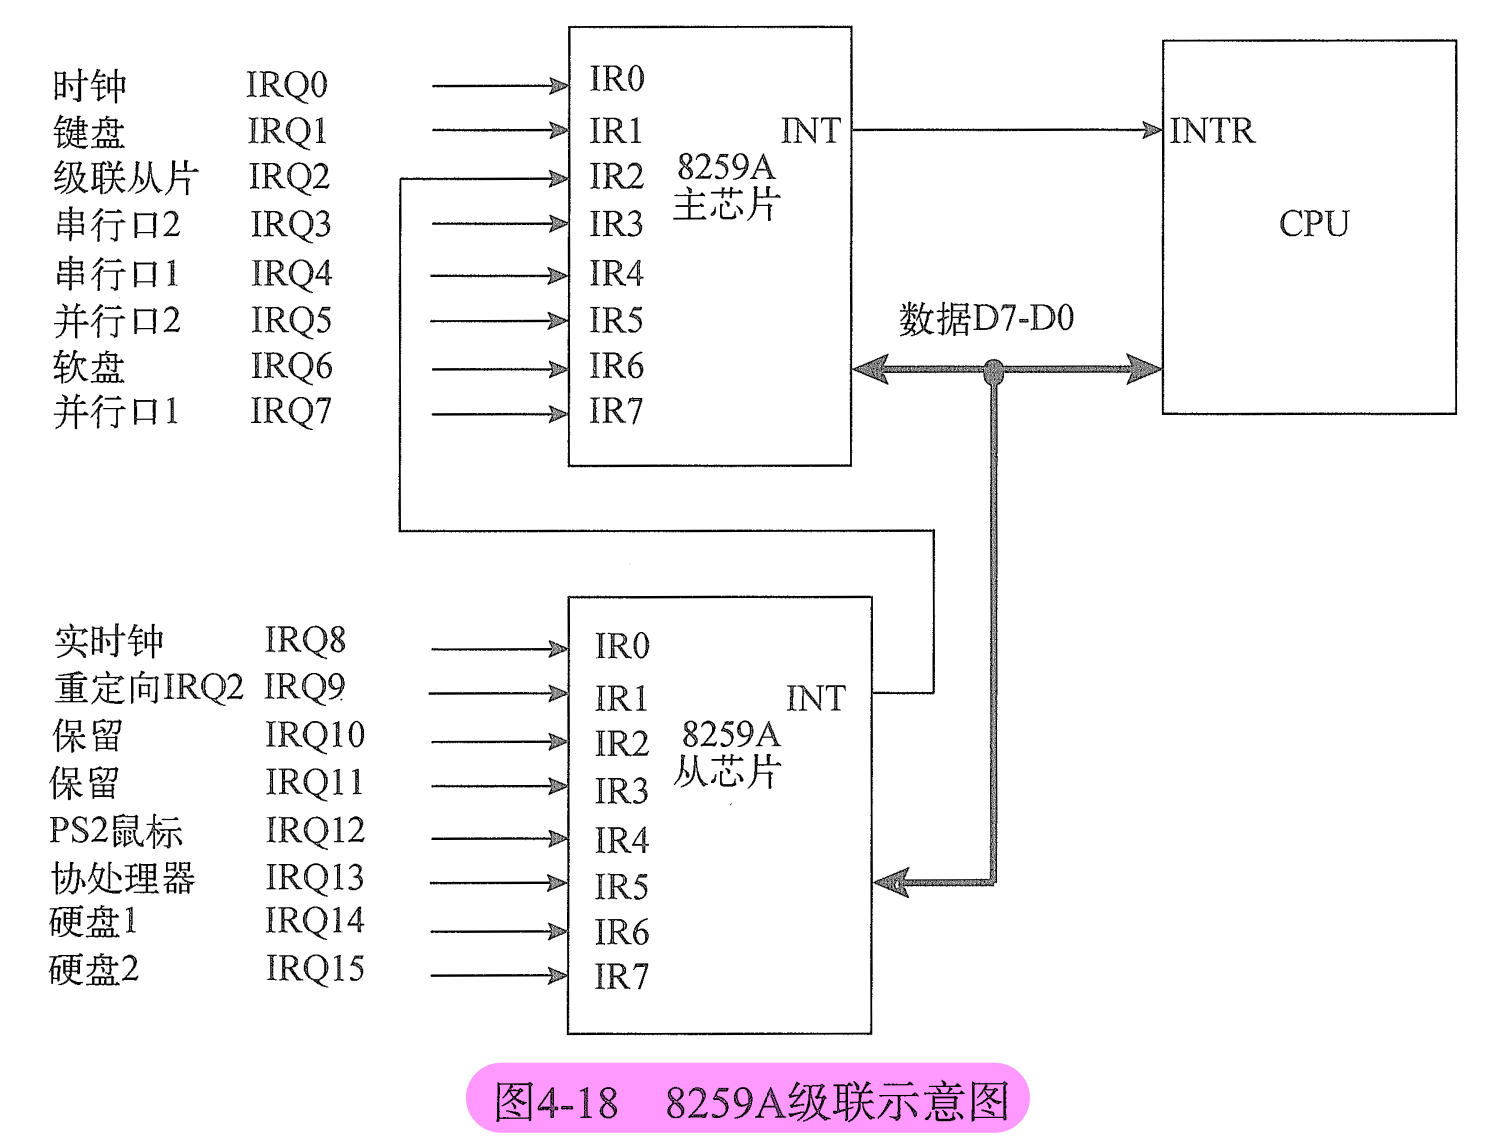 时钟 IRQ0 IR0
键盘 IRQ1 IR1 INT INTR
级联从片 IRQ2 IR2 8259A
主芯片
串行口2 IRQ3 IR3 CPU
串行口1 IRQ4 IR4
并行口2 IRQ5 IR5 数据D7-D0
软盘 IRQ6 IR6
并行口1 IRQ7 IR7
实时钟 IRQ8 IR0
重定向IRQ2 IRQ9 IR1 INT
保留 IRQ10 IR2 8259A
从芯片
保留 IRQ11 IR3
PS2鼠标 IRQ12 IR4
协处理器 IRQ13 IR5
硬盘1 IRQ14 IR6
硬盘2 IRQ15 IR7
图4-18 8259A级联示意图